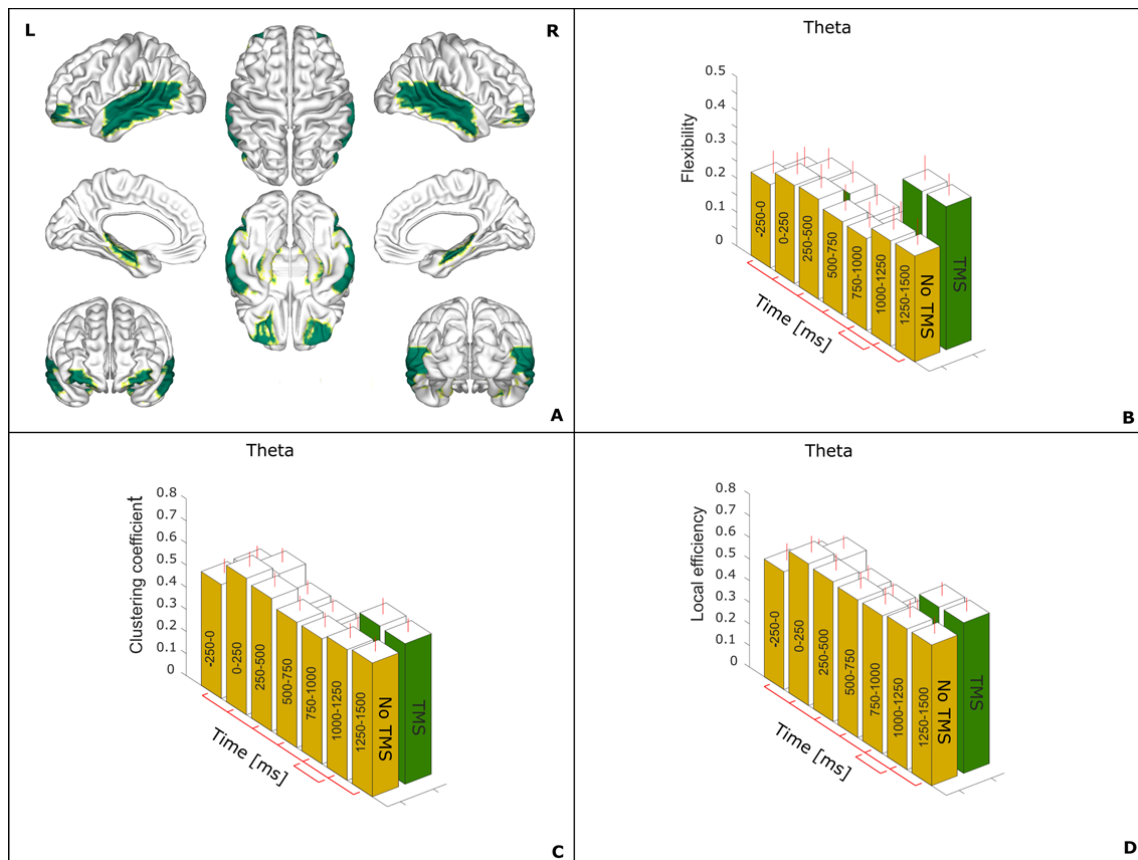 L
R
A
Theta
0.5
0.4
0.3
0.2
0.1
0
Flexibility
-250-0
0-250
250-500
500-750
750-1000
1000-1250
1250-1500
No TMS
TMS
Time [ms]
B
Theta
0.8
0.7
0.6
0.5
0.4
0.3
0.2
0.1
0
Clustering coefficient
-250-0
0-250
250-500
500-750
750-1000
1000-1250
1250-1500
No TMS
TMS
Time [ms]
C
Theta
0.8
0.7
0.6
0.5
0.4
0.3
0.2
0.1
0
Local efficiency
-250-0
0-250
250-500
500-750
750-1000
1000-1250
1250-1500
No TMS
TMS
Time [ms]
D